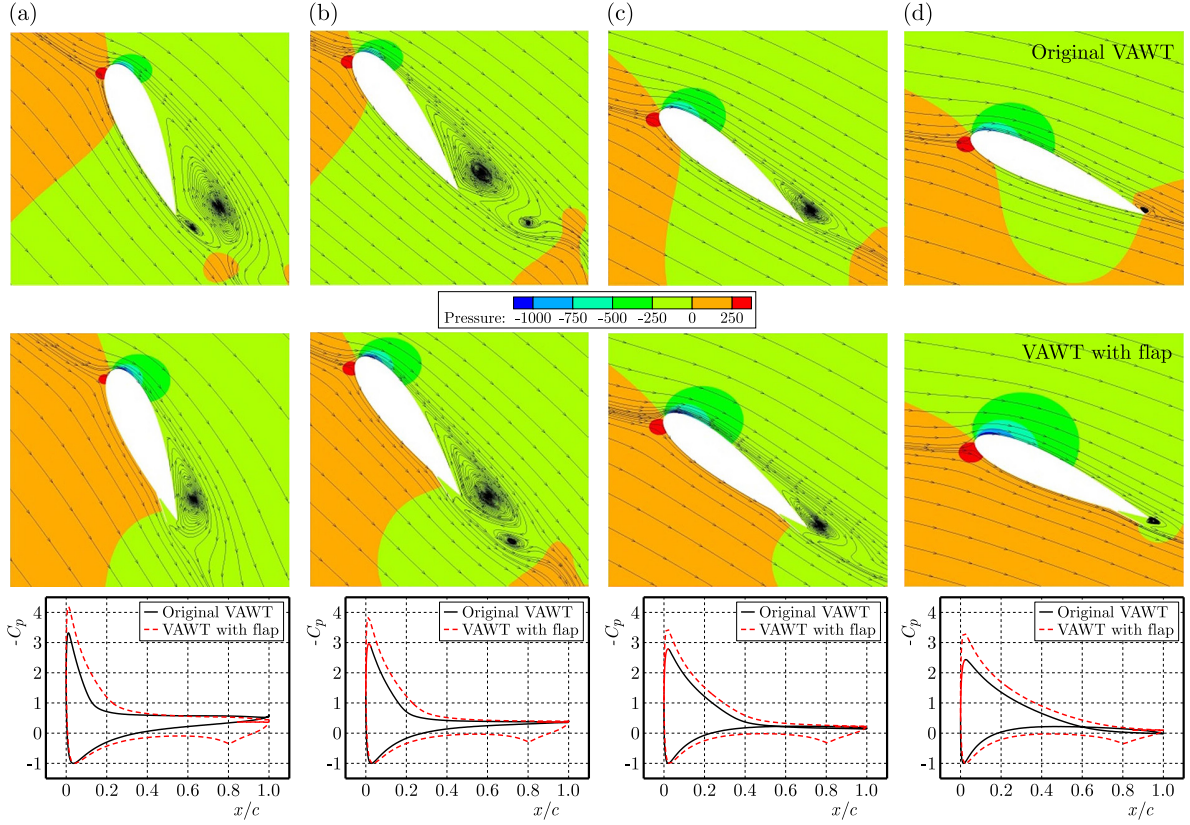 (a) (b) (c) (d)
Original VAWT
Pressure: -1000 -750 -500 -250 0 250
VAWT with flap
4 3 2 1 0 -1
-Cp
Original VAWT
VAWT with flap
0 0.2 0.4 0.6 0.8 1.0
x/c
4 3 2 1 0 -1
-Cp
Original VAWT
VAWT with flap
0 0.2 0.4 0.6 0.8 1.0
x/c
4 3 2 1 0 -1
-Cp
Original VAWT
VAWT with flap
0 0.2 0.4 0.6 0.8 1.0
x/c
4 3 2 1 0 -1
-Cp
Original VAWT
VAWT with flap
0 0.2 0.4 0.6 0.8 1.0
x/c